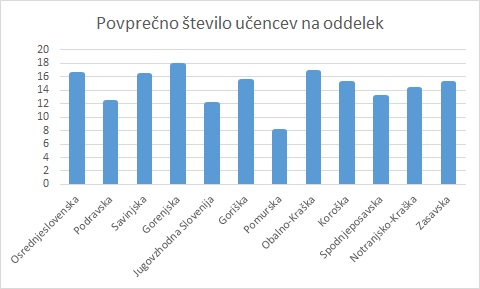 Povprečno število učencev na oddelek
20
18
16
14
12
10
8
6
4
2
0
Osrednjeslovenska
Podravska
Savinjska
Gorenjska
Jugovzhodna Slovenija
Goriška
Pomurska
Obalno-Kraška
Koroška
Spodnjeposavska
Notranjsko-Kraška
Zasavska